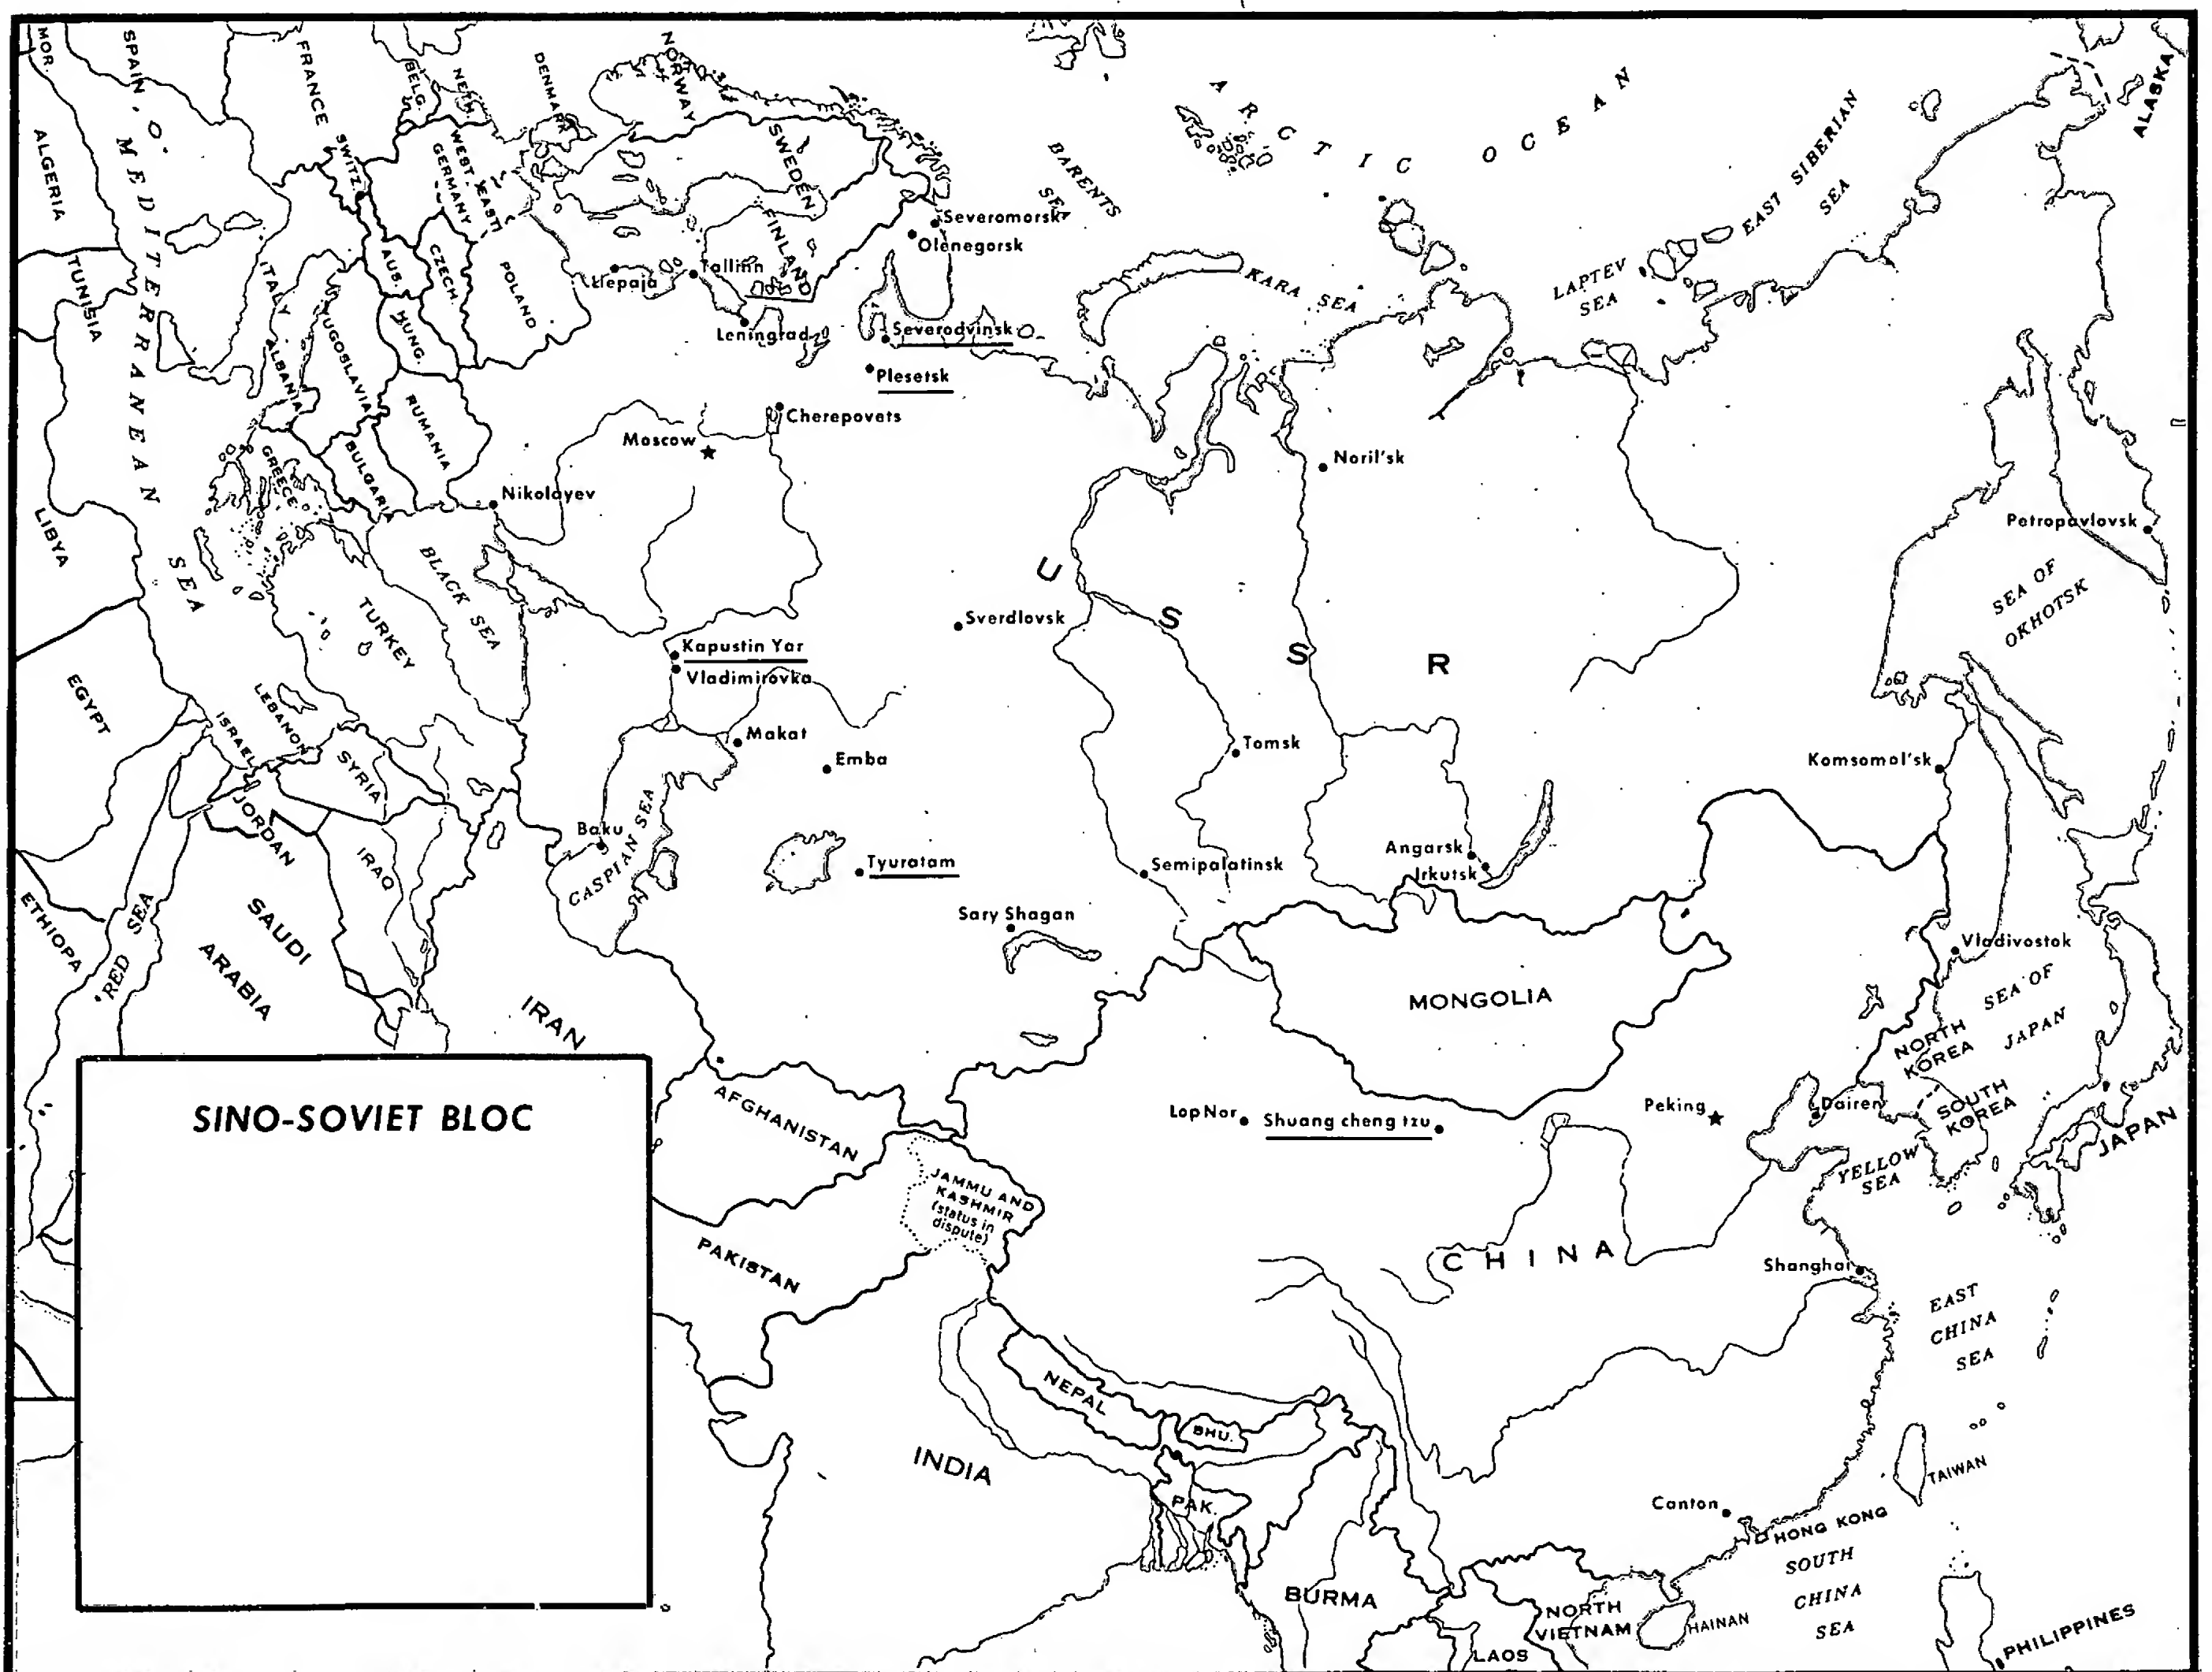 MOR.
SPAIN
FRANCE
BELG.
NETH.
DENMARK
NORWAY
ARCTIC OCEAN
ALASKA
ALGERIA
MEDITERRANEAN
SEA
SWITZ.
WEST
GERMANY
EAST
SWEDEN
FINLAND
BARENTS
SEA
EAST SIBERIAN
SEA
TUNISIA
ITALY
AUS.
CZECH.
POLAND
Severomorsk
Olenegorsk
Liepaja
Tallinn
KARA SEA
LAPTEV
SEA
ALBANIA
YUGOSLAVIA
HUNG.
Leningrad
Severodvinsk
Plesetsk
RUMANIA
Cherepovets
Moscow
GREECE
BULGARIA
Noril'sk
Nikolayev
LIBYA
Petropavlovsk
BLACK SEA
SEA OF
OKHOTSK
TURKEY
U S S R
Sverdlovsk
Kapustin Yar
Vladimirovka
EGYPT
ISRAEL
LEBANON
SYRIA
Makat
Emba
Tomsk
Komsomol'sk
JORDAN
IRAQ
Baku
CASPIAN SEA
Tyuratam
Semipalatinsk
Angarsk
Irkutsk
ETHIOPA
RED SEA
SAUDI
ARABIA
IRAN
Sary Shagan
Vladivostok
MONGOLIA
SEA OF
JAPAN
NORTH
KOREA
SOUTH
KOREA
JAPAN
SINO-SOVIET BLOC
AFGHANISTAN
Lop Nor
Shuang cheng tzu
Peking
Dairen
YELLOW
SEA
JAMMU AND
KASHMIR
(status in
dispute)
PAKISTAN
CHINA
Shanghai
EAST
CHINA
SEA
NEPAL
BHU.
INDIA
PAK.
TAIWAN
Canton
HONG KONG
SOUTH
CHINA
SEA
BURMA
NORTH
VIETNAM
HAINAN
LAOS
PHILIPPINES